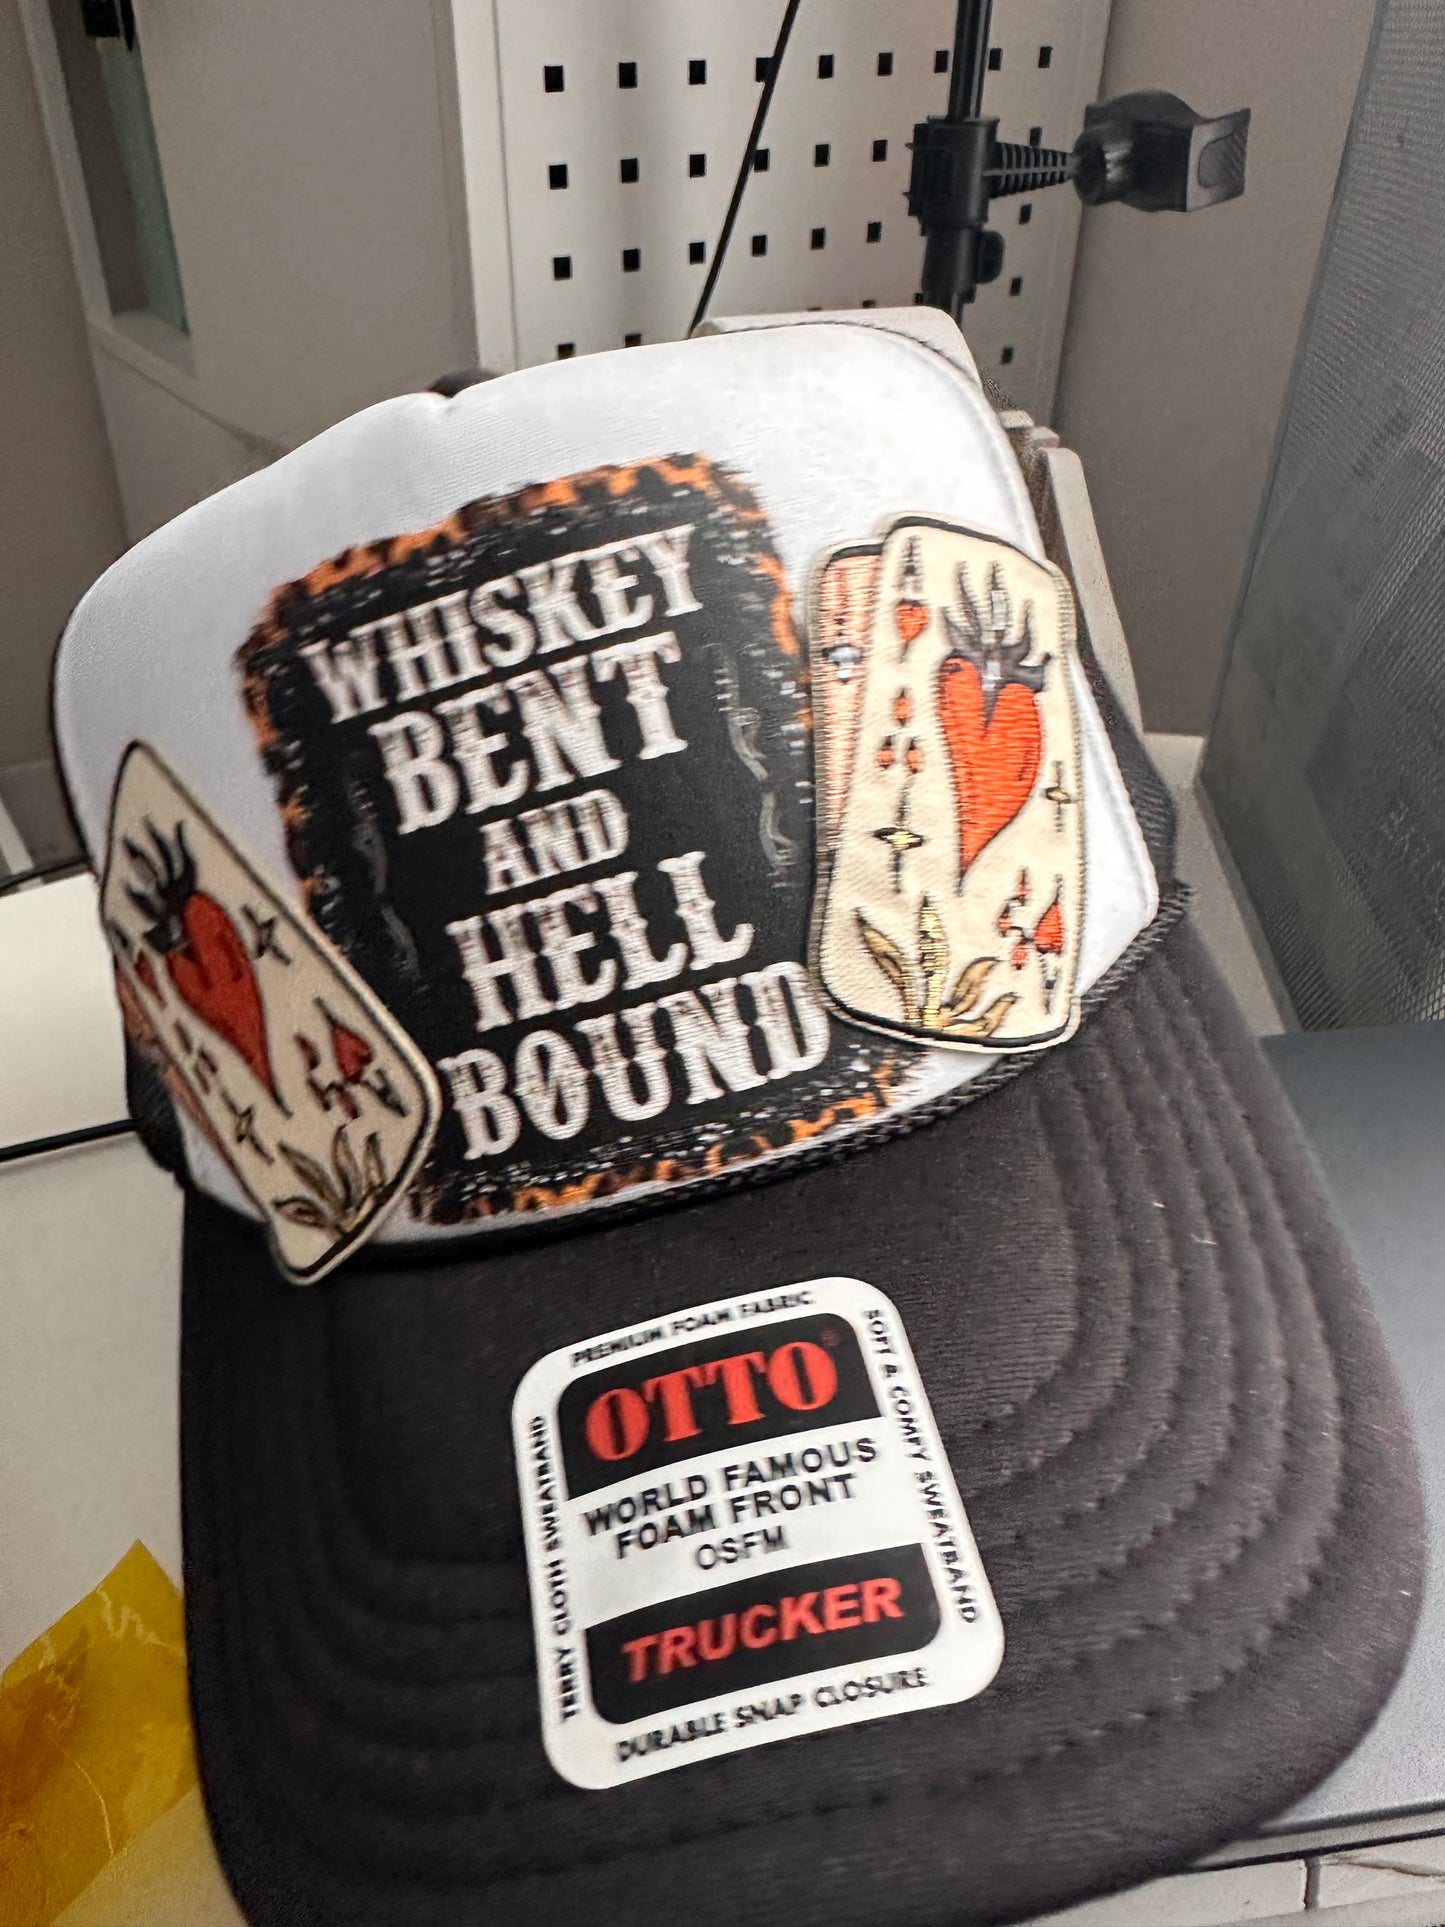 WHISKEY
BENT
AND
HELL
BOUND
A
PREMIUM FOAM FABRIC
OTTO®
WORLD FAMOUS
FOAM FRONT
OSFM
TRUCKER
DURABLE SNAP CLOSURE
TERRY CLOTH SWEATBAND
SOFT & COMFY SWEATBAND